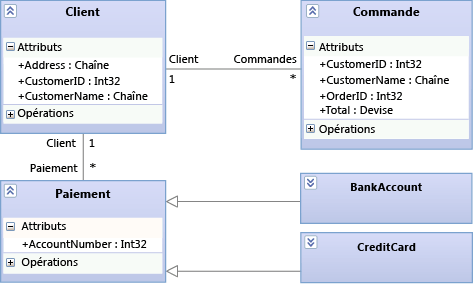 Client
Attributs
+Address : Chaîne
+CustomerID : Int32
+CustomerName : Chaîne
Opérations
Client
Commandes
1
*
Commande
Attributs
+CustomerID : Int32
+CustomerName : Chaîne
+OrderID : Int32
+Total : Devise
Opérations
Client
1
Paiement
*
Paiement
Attributs
+AccountNumber : Int32
Opérations
BankAccount
CreditCard